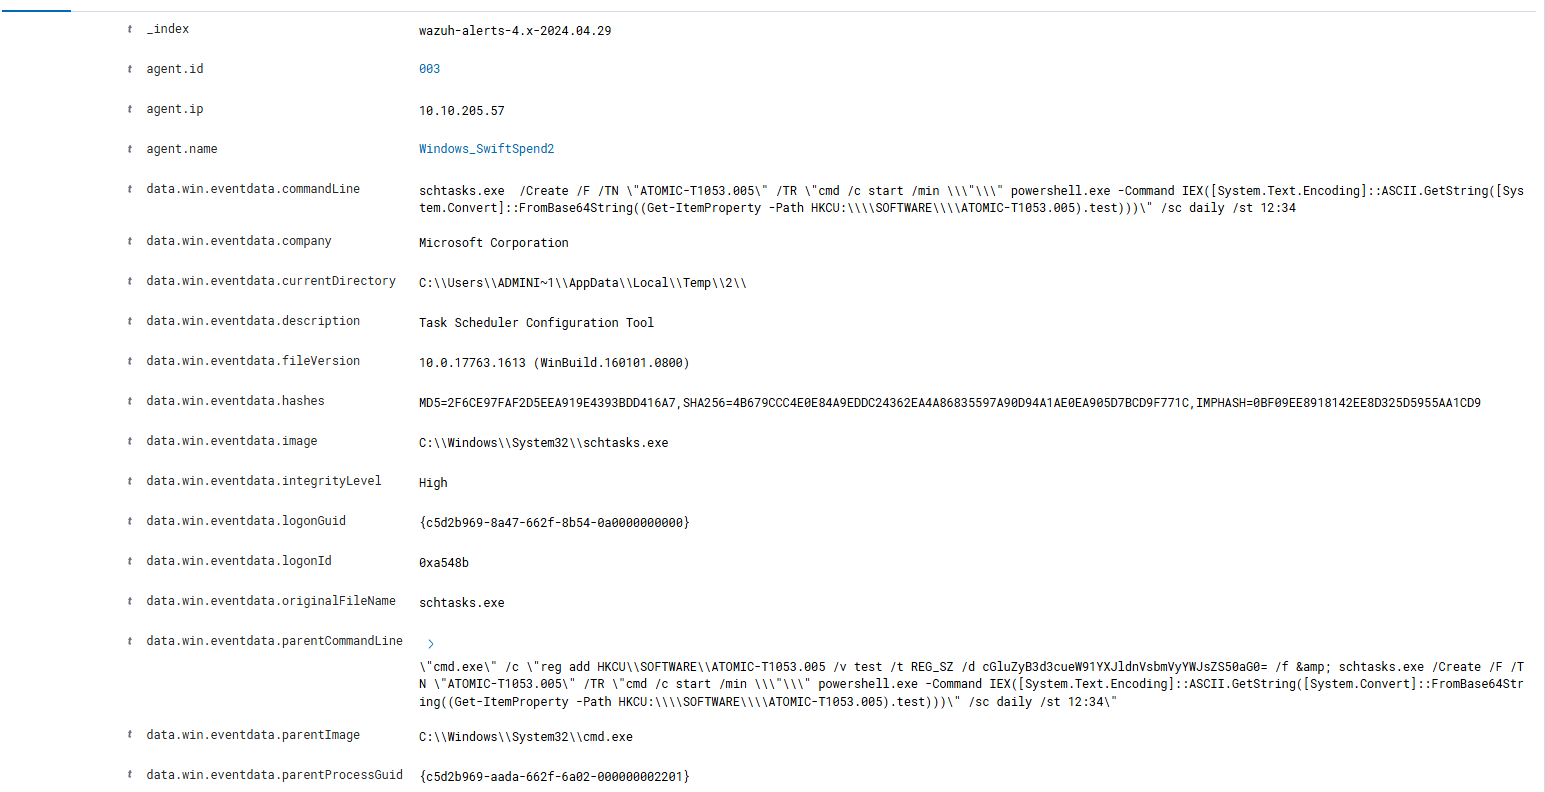 t _index wazuh-alerts-4.x-2024.04.29
t agent.id 003
t agent.ip 10.10.205.57
t agent.name Windows_SwiftSpend2
t data.win.eventdata.commandLine schtasks.exe  /Create /F /TN \"ATOMIC-T1053.005\" /TR \"cmd /c start /min \\\"\\\" powershell.exe -Command IEX([System.Text.Encoding]::ASCII.GetString([Sys
tem.Convert]::FromBase64String((Get-ItemProperty -Path HKCU:\\\\SOFTWARE\\\\ATOMIC-T1053.005).test)))\" /sc daily /st 12:34
t data.win.eventdata.company Microsoft Corporation
t data.win.eventdata.currentDirectory C:\\Users\\ADMINI~1\\AppData\\Local\\Temp\\2\\
t data.win.eventdata.description Task Scheduler Configuration Tool
t data.win.eventdata.fileVersion 10.0.17763.1613 (WinBuild.160101.0800)
t data.win.eventdata.hashes MD5=2F6CE97FAF2D5EEA919E4393BDD416A7,SHA256=4B679CCC4E0E84A9EDDC24362EA4A86835597A90D94A1AE0EA905D7BCD9F771C,IMPHASH=0BF09EE8918142EE8D325D5955AA1CD9
t data.win.eventdata.image C:\\Windows\\System32\\schtasks.exe
t data.win.eventdata.integrityLevel High
t data.win.eventdata.logonGuid {c5d2b969-8a47-662f-8b54-0a0000000000}
t data.win.eventdata.logonId 0xa548b
t data.win.eventdata.originalFileName schtasks.exe
t data.win.eventdata.parentCommandLine
\"cmd.exe\" /c \"reg add HKCU\\SOFTWARE\\ATOMIC-T1053.005 /v test /t REG_SZ /d cGluZyB3d3cueW91YXJldnVsbmVyYWJsZS50aG0= /f &amp; schtasks.exe /Create /F /T
N \"ATOMIC-T1053.005\" /TR \"cmd /c start /min \\\"\\\" powershell.exe -Command IEX([System.Text.Encoding]::ASCII.GetString([System.Convert]::FromBase64Str
ing((Get-ItemProperty -Path HKCU:\\\\SOFTWARE\\\\ATOMIC-T1053.005).test)))\" /sc daily /st 12:34\"
t data.win.eventdata.parentImage C:\\Windows\\System32\\cmd.exe
t data.win.eventdata.parentProcessGuid {c5d2b969-aada-662f-6a02-000000002201}